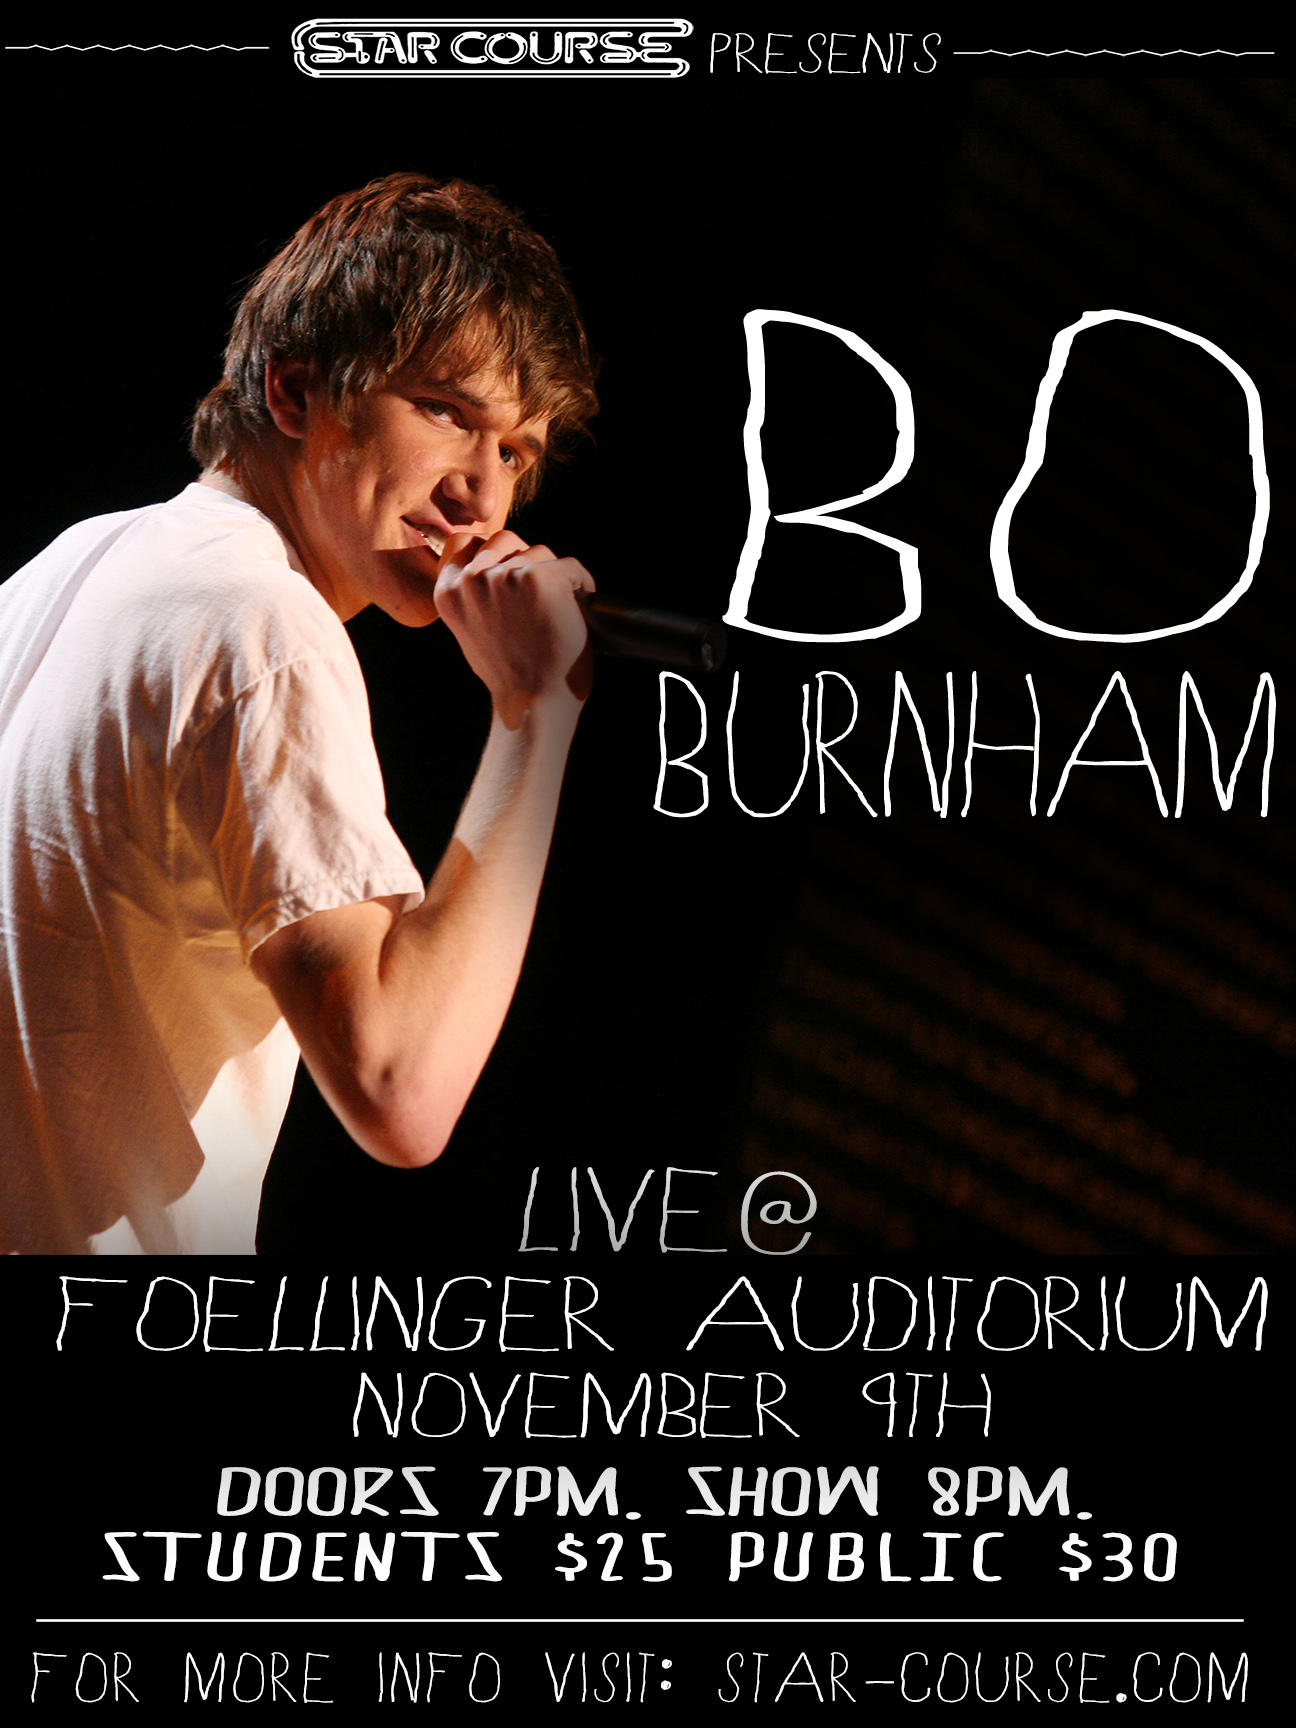 STAR COURSE PRESENTS
BO
BURNHAM
LIVE @
FOELLINGER AUDITORIUM
NOVEMBER 9TH
DOORS 7PM. SHOW 8PM.
STUDENTS $25 PUBLIC $30
FOR MORE INFO VISIT: STAR-COURSE.COM